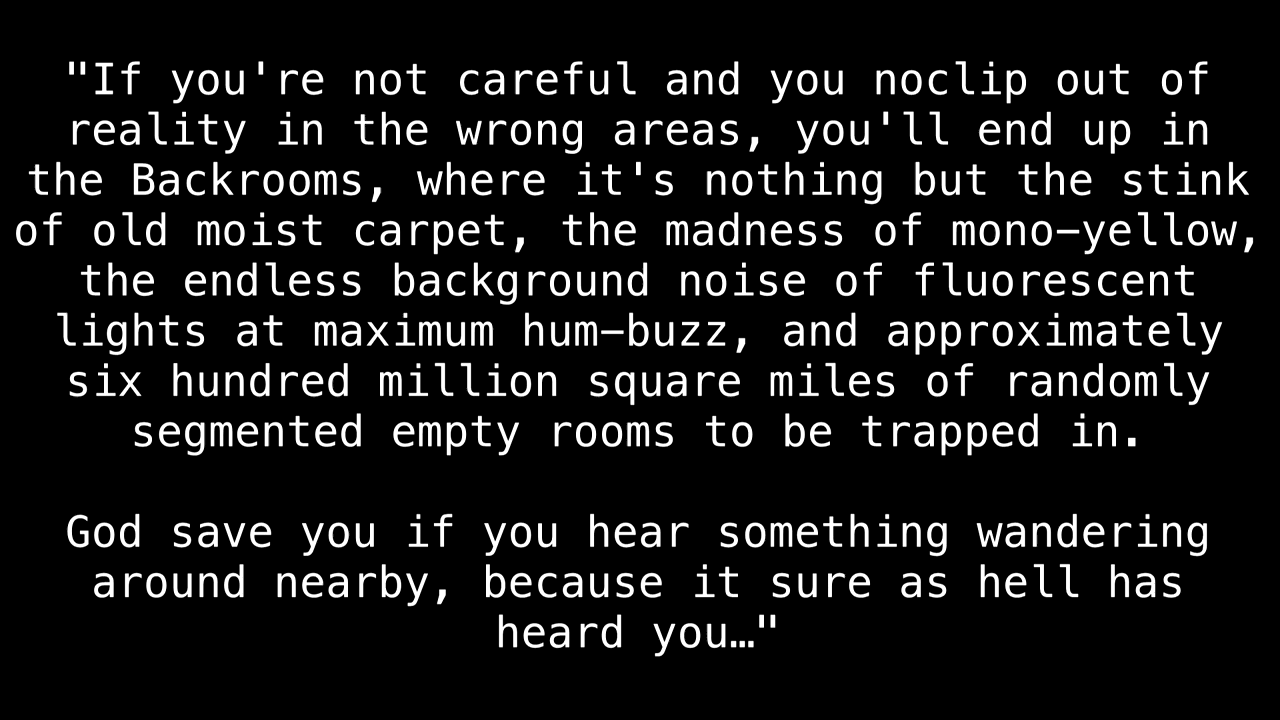 "If you're not careful and you noclip out of
reality in the wrong areas, you'll end up in
the Backrooms, where it's nothing but the stink
of old moist carpet, the madness of mono–yellow,
the endless background noise of fluorescent
lights at maximum hum–buzz, and approximately
six hundred million square miles of randomly
segmented empty rooms to be trapped in.
God save you if you hear something wandering
around nearby, because it sure as hell has
heard you…"